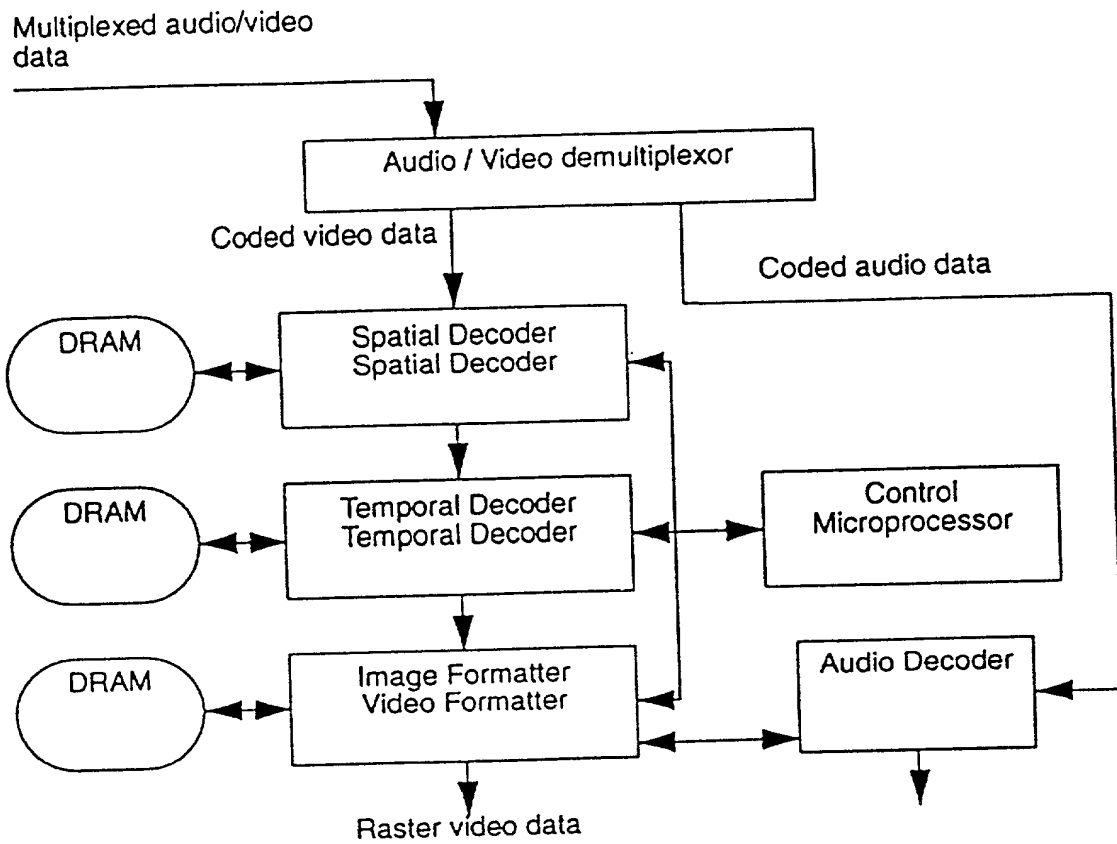 Multiplexed audio/video
data
Audio / Video demultiplexor
Coded video data
Coded audio data
DRAM
Spatial Decoder
Spatial Decoder
DRAM
Temporal Decoder
Temporal Decoder
Control
Microprocessor
DRAM
Image Formatter
Video Formatter
Audio Decoder
Raster video data